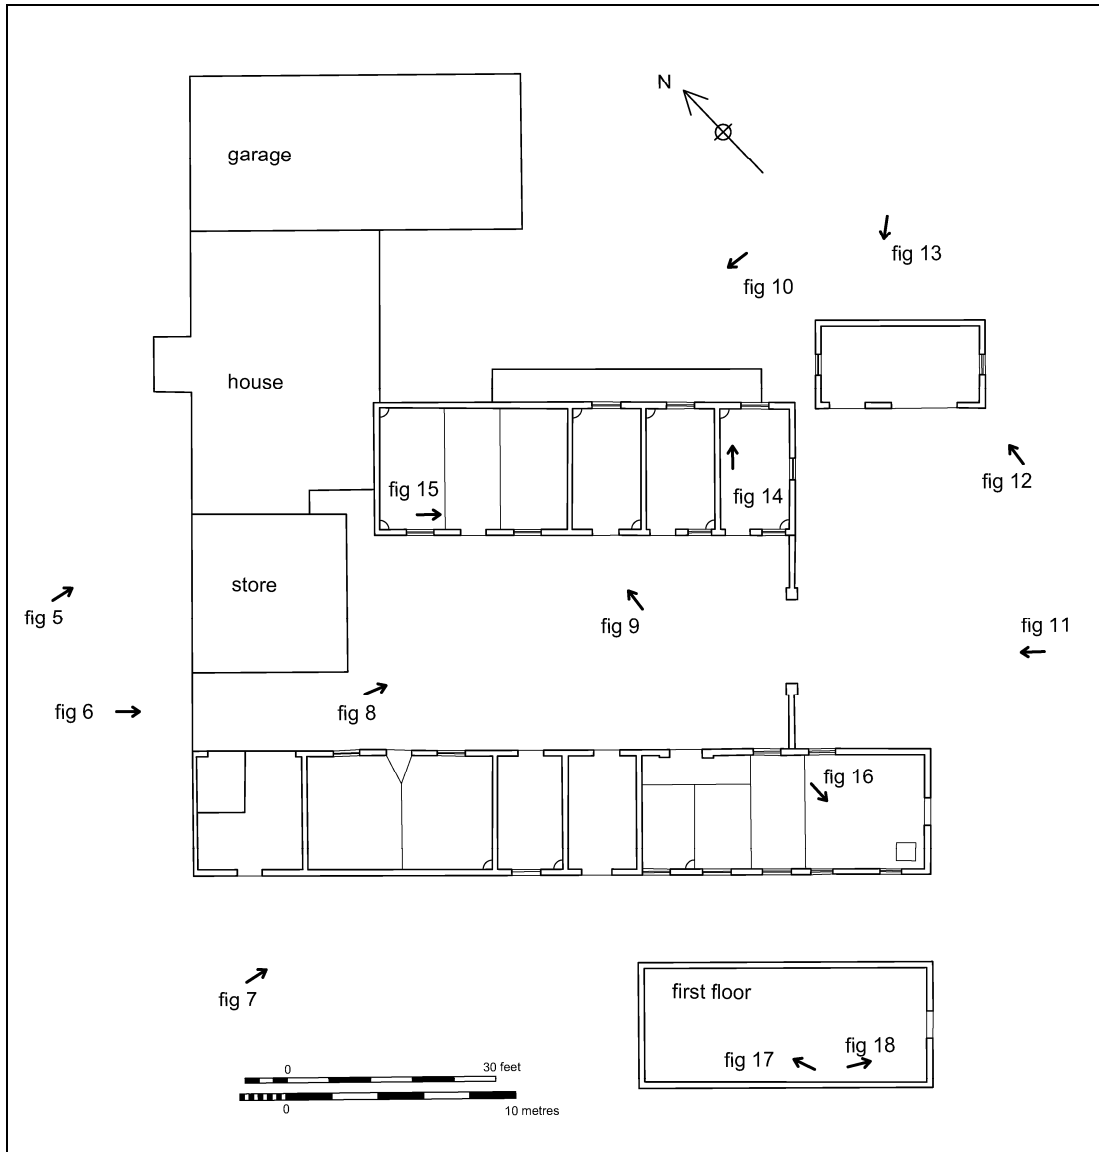 N
garage
fig 13
fig 10
house
fig 15
fig 14
fig 12
store
fig 5
fig 9
fig 11
fig 6
fig 8
fig 16
first floor
fig 7
fig 17
fig 18
0 30 feet
0 10 metres